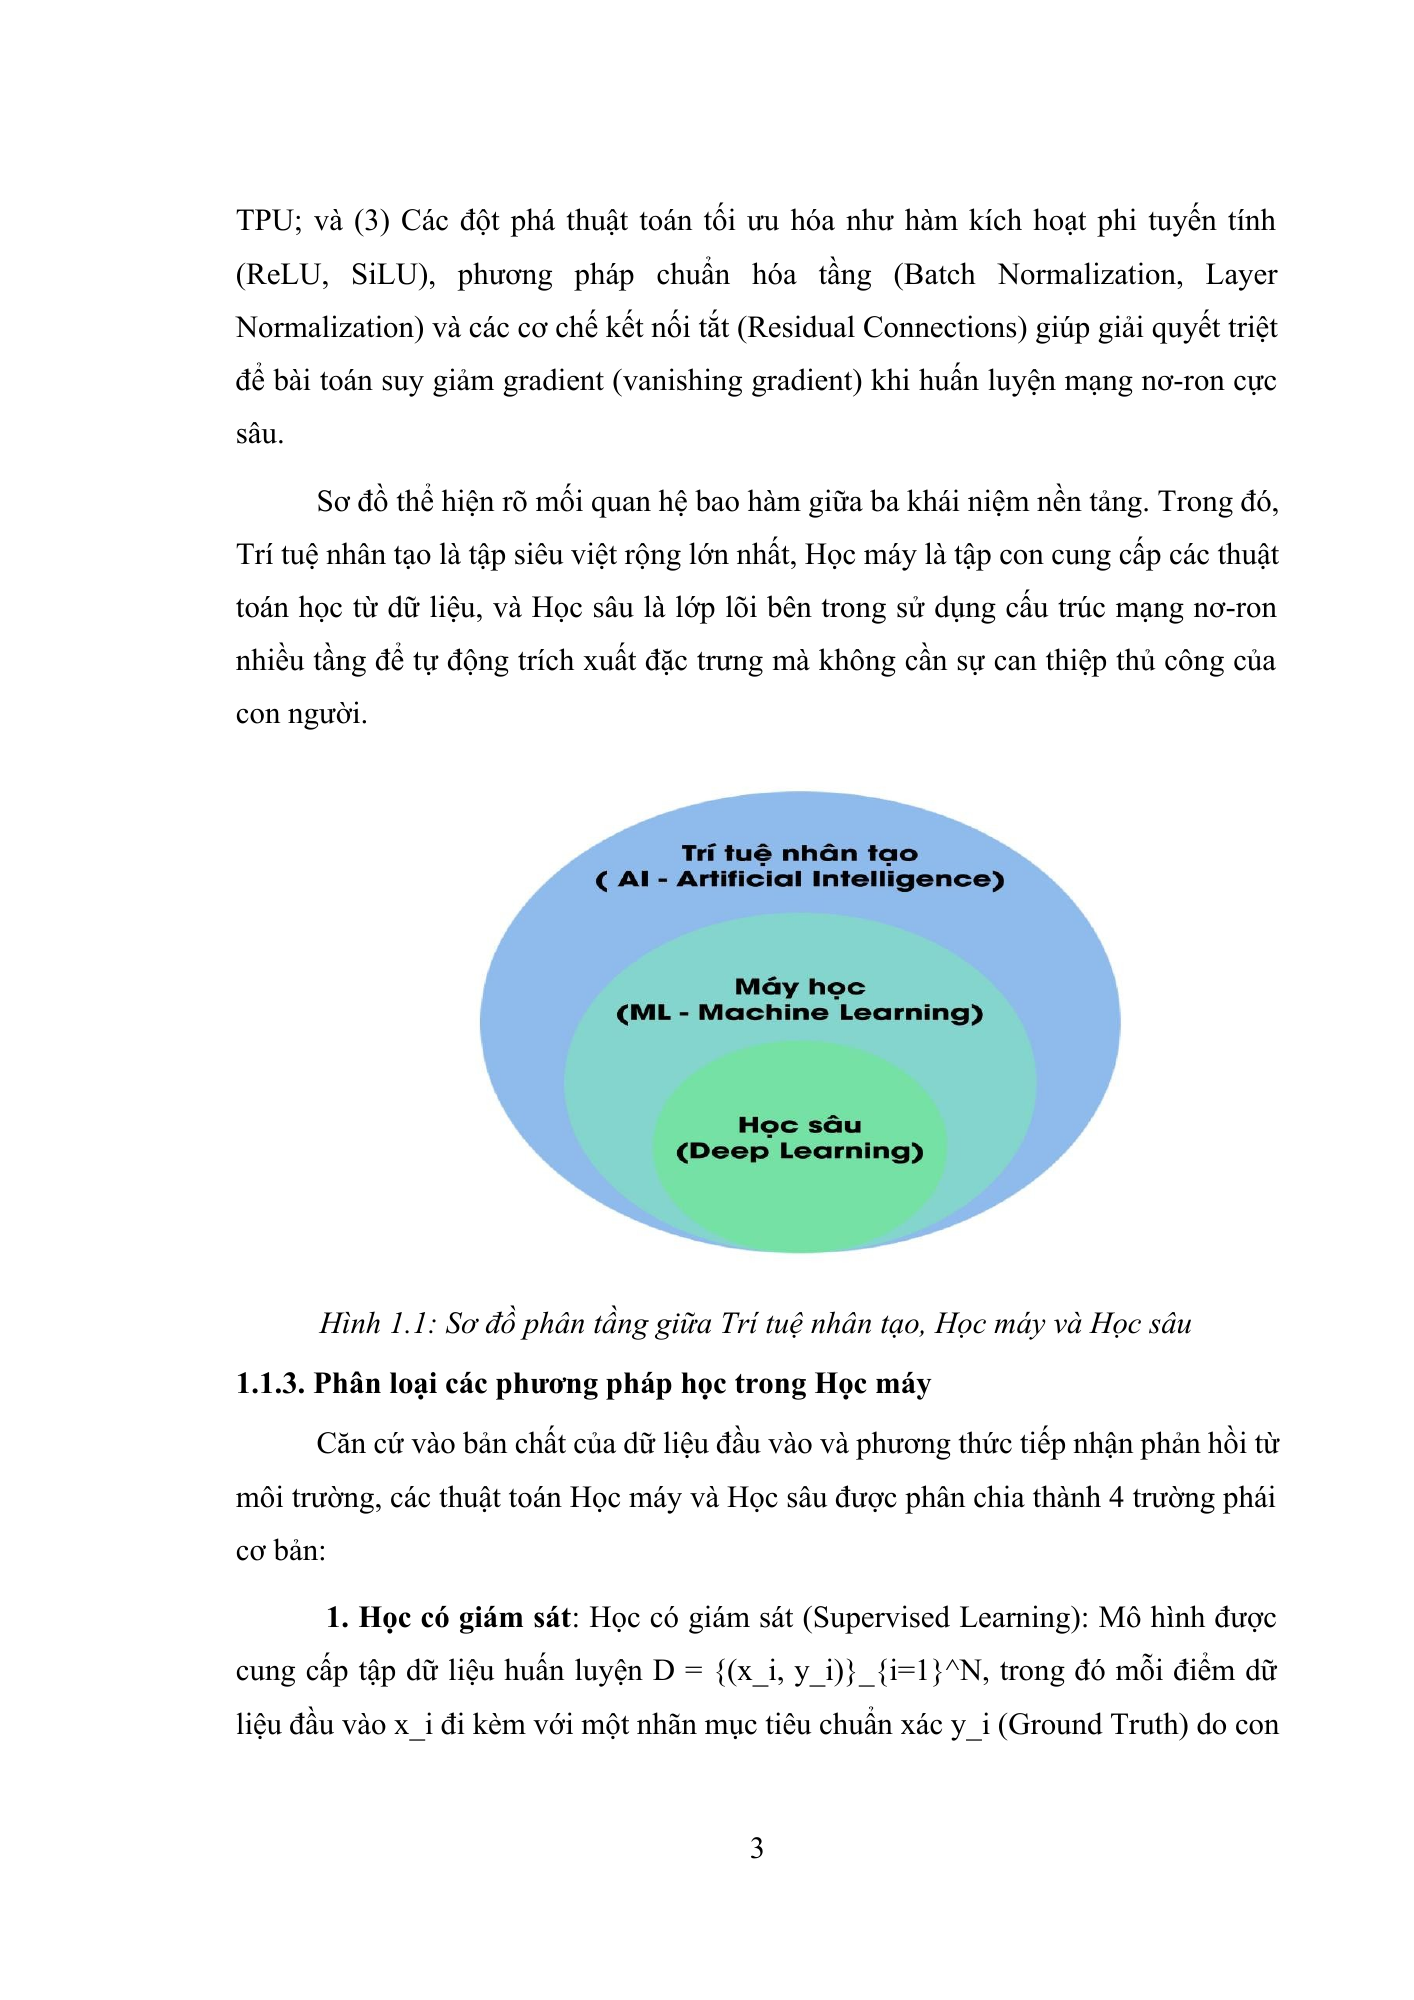 TPU; và (3) Các đột phá thuật toán tối ưu hóa như hàm kích hoạt phi tuyến tính
(ReLU, SiLU), phương pháp chuẩn hóa tầng (Batch Normalization, Layer
Normalization) và các cơ chế kết nối tắt (Residual Connections) giúp giải quyết triệt
để bài toán suy giảm gradient (vanishing gradient) khi huấn luyện mạng nơ-ron cực
sâu.
Sơ đồ thể hiện rõ mối quan hệ bao hàm giữa ba khái niệm nền tảng. Trong đó,
Trí tuệ nhân tạo là tập siêu việt rộng lớn nhất, Học máy là tập con cung cấp các thuật
toán học từ dữ liệu, và Học sâu là lớp lõi bên trong sử dụng cấu trúc mạng nơ-ron
nhiều tầng để tự động trích xuất đặc trưng mà không cần sự can thiệp thủ công của
con người.
Trí tuệ nhân tạo
( AI - Artificial Intelligence)
Máy học
(ML - Machine Learning)
Học sâu
(Deep Learning)
Hình 1.1: Sơ đồ phân tầng giữa Trí tuệ nhân tạo, Học máy và Học sâu
1.1.3. Phân loại các phương pháp học trong Học máy
Căn cứ vào bản chất của dữ liệu đầu vào và phương thức tiếp nhận phản hồi từ
môi trường, các thuật toán Học máy và Học sâu được phân chia thành 4 trường phái
cơ bản:
1. Học có giám sát: Học có giám sát (Supervised Learning): Mô hình được
cung cấp tập dữ liệu huấn luyện D = {(x_i, y_i)}_{i=1}^N, trong đó mỗi điểm dữ
liệu đầu vào x_i đi kèm với một nhãn mục tiêu chuẩn xác y_i (Ground Truth) do con
3